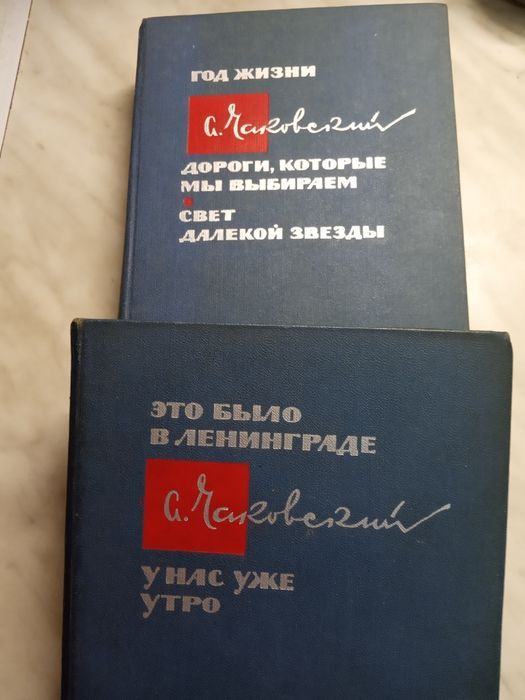 ГОД ЖИЗНИ
А. Чаковский
ДОРОГИ, КОТОРЫЕ
МЫ ВЫБИРАЕМ
СВЕТ
ДАЛЕКОЙ ЗВЕЗДЫ
ЭТО БЫЛО
В ЛЕНИНГРАДЕ
А. Чаковский
У НАС УЖЕ
УТРО